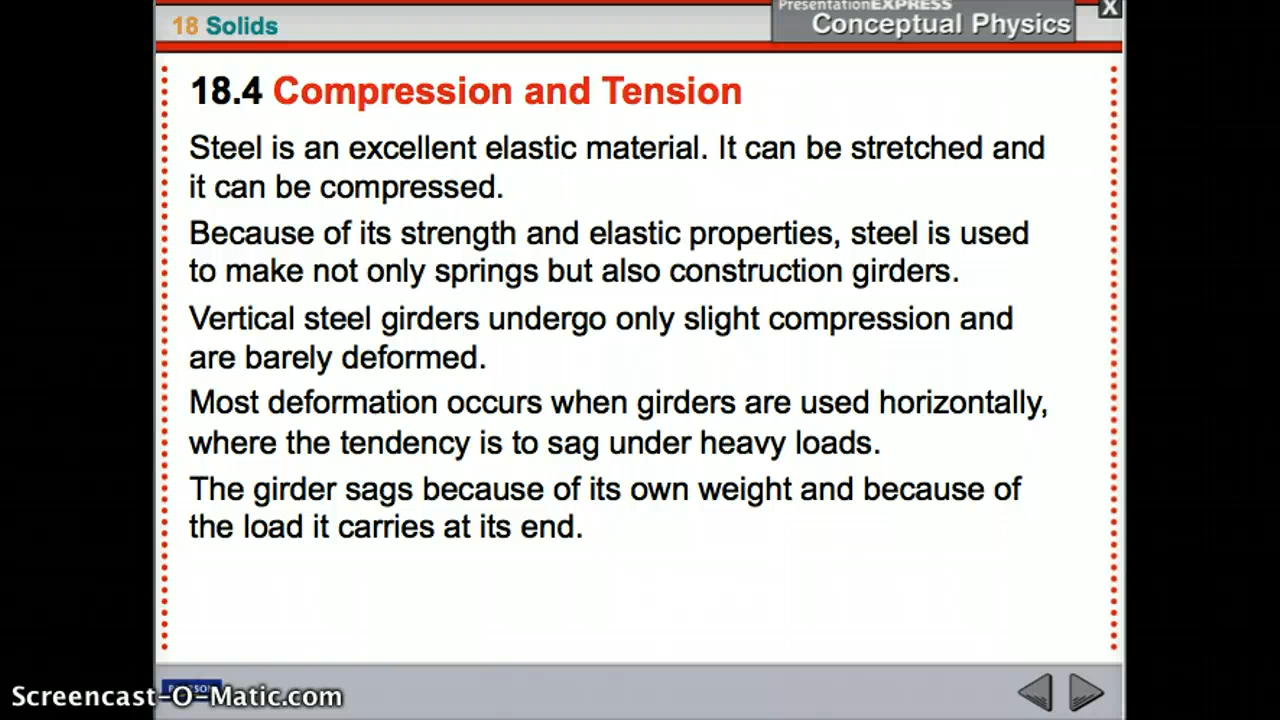 PresentationEXPRESS
X
18 Solids
Conceptual Physics
18.4 Compression and Tension
Steel is an excellent elastic material. It can be stretched and
it can be compressed.
Because of its strength and elastic properties, steel is used
to make not only springs but also construction girders.
Vertical steel girders undergo only slight compression and
are barely deformed.
Most deformation occurs when girders are used horizontally,
where the tendency is to sag under heavy loads.
The girder sags because of its own weight and because of
the load it carries at its end.
Screencast-O-Matic.com